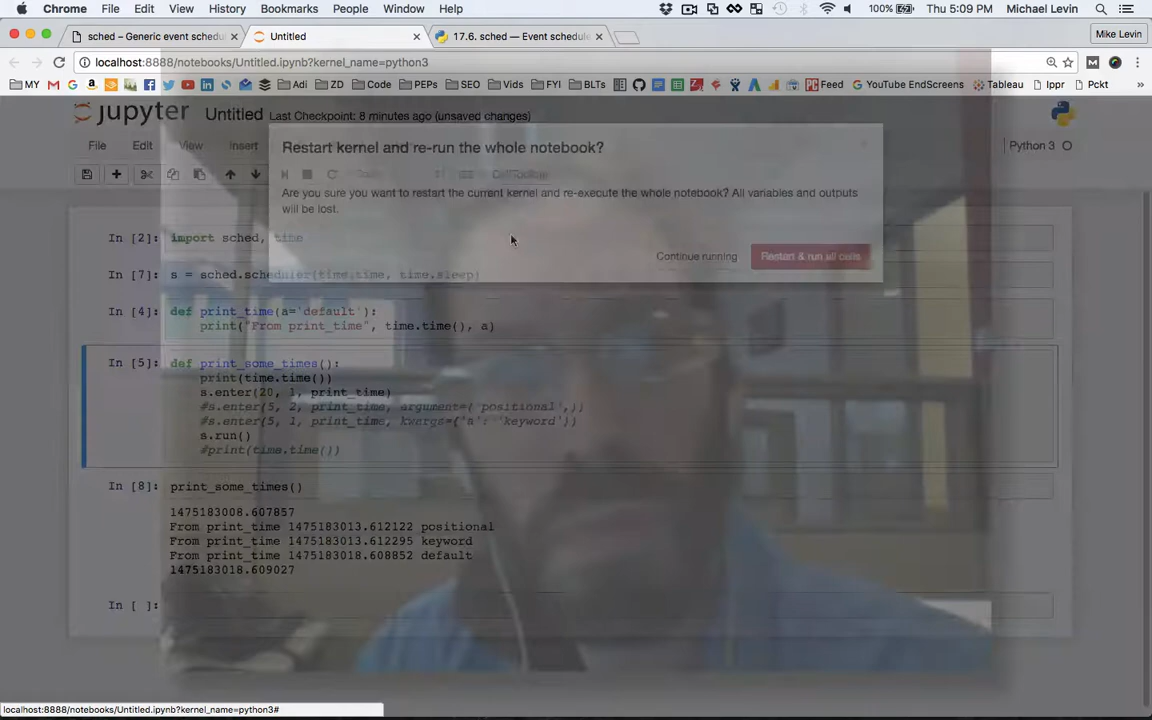 Chrome File Edit View History Bookmarks People Window Help 100% Thu 5:09 PM Michael Levin
sched – Generic event schedu × Untitled × 17.6. sched — Event schedule × Mike Levin
localhost:8888/notebooks/Untitled.ipynb?kernel_name=python3
MY Adi ZD Code PEPs SEO Vids FYI BLTs Feed YouTube EndScreens Tableau Ippr Pckt »
jupyter Untitled Last Checkpoint: 8 minutes ago (unsaved changes)
File Edit View Insert Python 3
Restart kernel and re-run the whole notebook?
CellToolbar
Are you sure you want to restart the current kernel and re-execute the whole notebook? All variables and outputs
will be lost.
Continue running Restart & run all cells
In [2]: import sched, time
In [7]: s = sched.scheduler(time.time, time.sleep)
In [4]: def print_time(a='default'):
print("From print_time", time.time(), a)
In [5]: def print_some_times():
print(time.time())
s.enter(20, 1, print_time)
#s.enter(5, 2, print_time, argument=('positional',))
#s.enter(5, 1, print_time, kwargs={'a': 'keyword'})
s.run()
#print(time.time())
In [8]: print_some_times()
1475183008.607857
From print_time 1475183013.612122 positional
From print_time 1475183013.612295 keyword
From print_time 1475183018.608852 default
1475183018.609027
In [ ]:
localhost:8888/notebooks/Untitled.ipynb?kernel_name=python3#